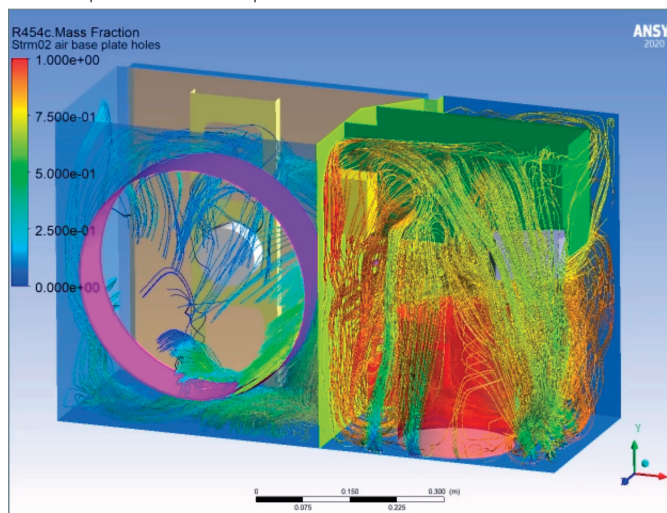 R454c.Mass Fraction
Strm02 air base plate holes
ANSY
2020
1.000e+00
7.500e-01
5.000e-01
2.500e-01
0.000e+00
Y
0 0.150 0.300 (m)
0.075 0.225